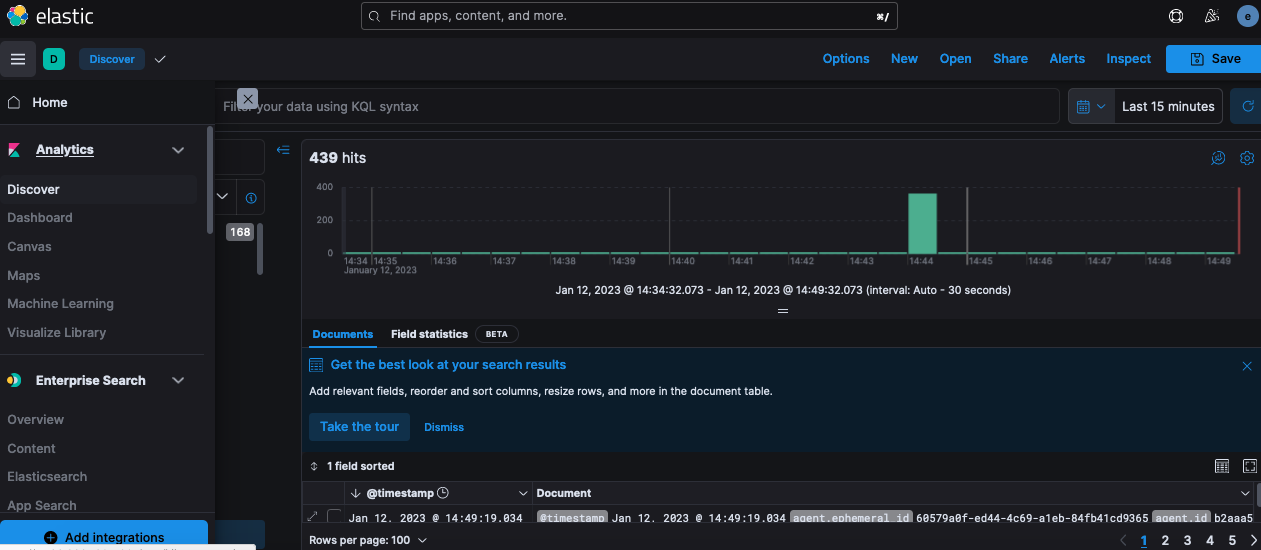 elastic
Find apps, content, and more.
⌘/
e
D
Discover
Options
New
Open
Share
Alerts
Inspect
Save
Home
Filter your data using KQL syntax
Last 15 minutes
Analytics
Discover
Dashboard
Canvas
Maps
Machine Learning
Visualize Library
Enterprise Search
Overview
Content
Elasticsearch
App Search
Add integrations
168
439 hits
400
200
0
14:34 14:35 14:36 14:37 14:38 14:39 14:40 14:41 14:42 14:43 14:44 14:45 14:46 14:47 14:48 14:49
January 12, 2023
Jan 12, 2023 @ 14:34:32.073 - Jan 12, 2023 @ 14:49:32.073 (interval: Auto - 30 seconds)
Documents
Field statistics
BETA
Get the best look at your search results
Add relevant fields, reorder and sort columns, resize rows, and more in the document table.
Take the tour
Dismiss
1 field sorted
@timestamp
Document
Jan 12, 2023 @ 14:49:19.034
@timestamp Jan 12, 2023 @ 14:49:19.034 agent.ephemeral_id 60579a0f-ed44-4c69-a1eb-84fb41cd9365 agent.id b2aaa5
Rows per page: 100
1 2 3 4 5